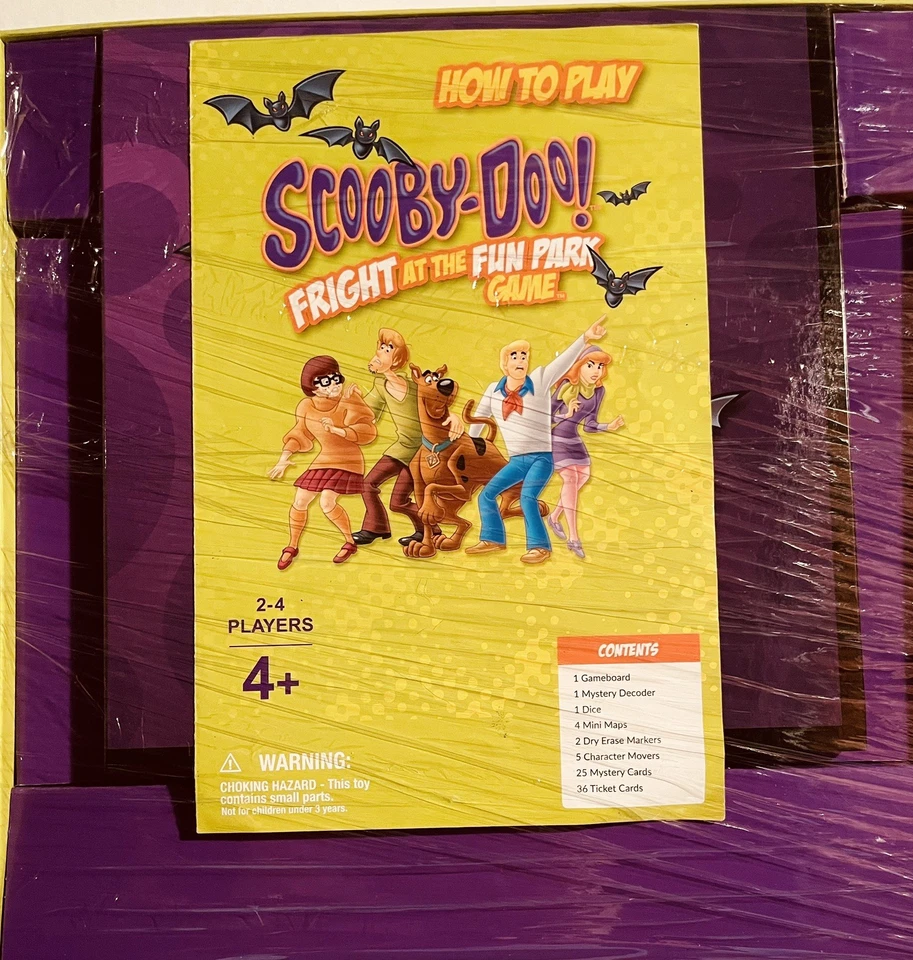 HOW TO PLAY
SCOOBY-DOO!
FRIGHT AT THE FUN PARK
GAME™
2-4
PLAYERS
4+
⚠ WARNING:
CHOKING HAZARD - This toy
contains small parts.
Not for children under 3 years.
CONTENTS
1 Gameboard
1 Mystery Decoder
1 Dice
4 Mini Maps
2 Dry Erase Markers
5 Character Movers
25 Mystery Cards
36 Ticket Cards